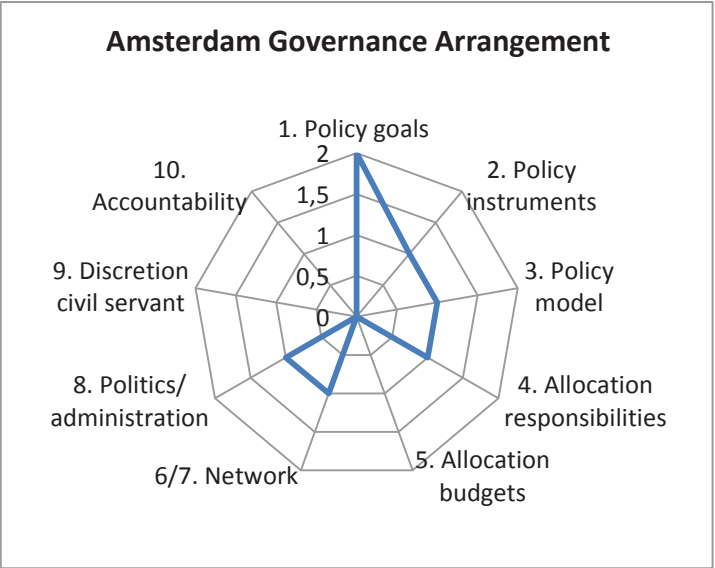 Amsterdam Governance Arrangement
1. Policy goals
2. Policy
instruments
3. Policy
model
4. Allocation
responsibilities
5. Allocation
budgets
6/7. Network
8. Politics/
administration
9. Discretion
civil servant
10.
Accountability
2
1,5
1
0,5
0